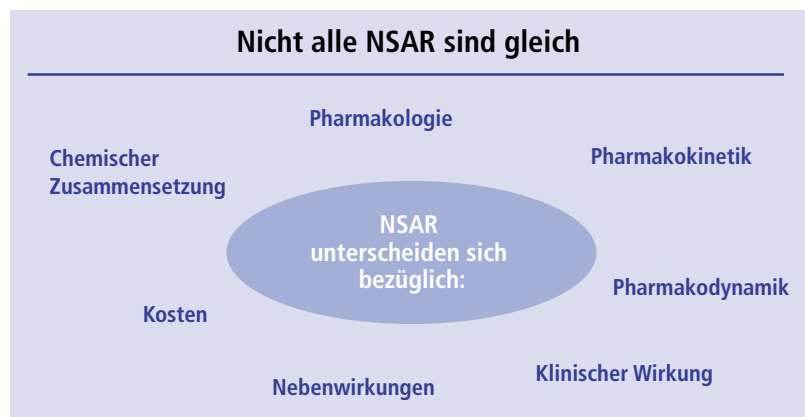 Nicht alle NSAR sind gleich
Pharmakologie
Chemischer
Zusammensetzung
Pharmakokinetik
NSAR
unterscheiden sich
bezüglich:
Pharmakodynamik
Kosten
Klinischer Wirkung
Nebenwirkungen